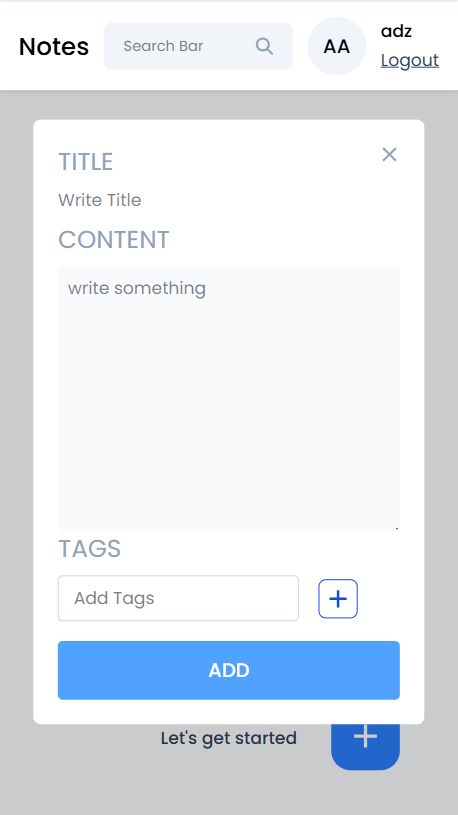 Notes
Search Bar
AA
adz
Logout
TITLE
Write Title
CONTENT
write something
TAGS
Add Tags
ADD
Let's get started